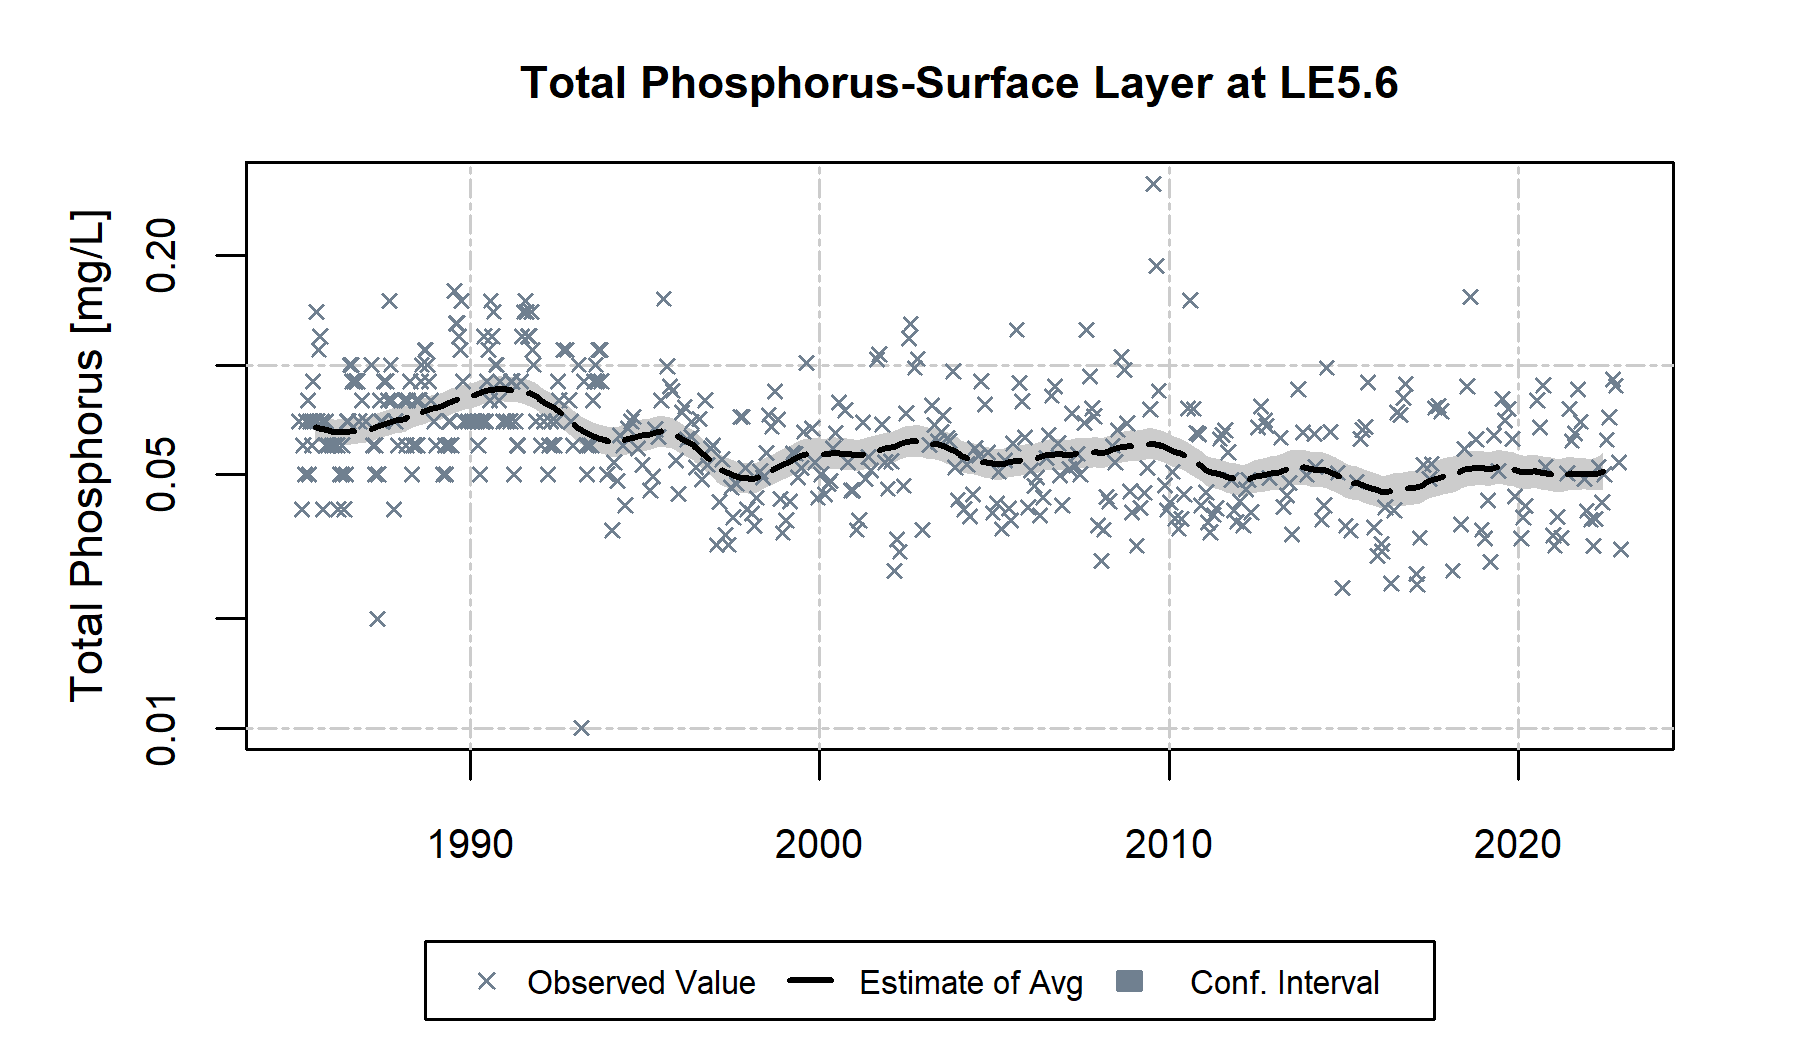 Total Phosphorus-Surface Layer at LE5.6
Total Phosphorus [mg/L]
0.20
0.05
0.01
1990 2000 2010 2020
Observed Value Estimate of Avg Conf. Interval